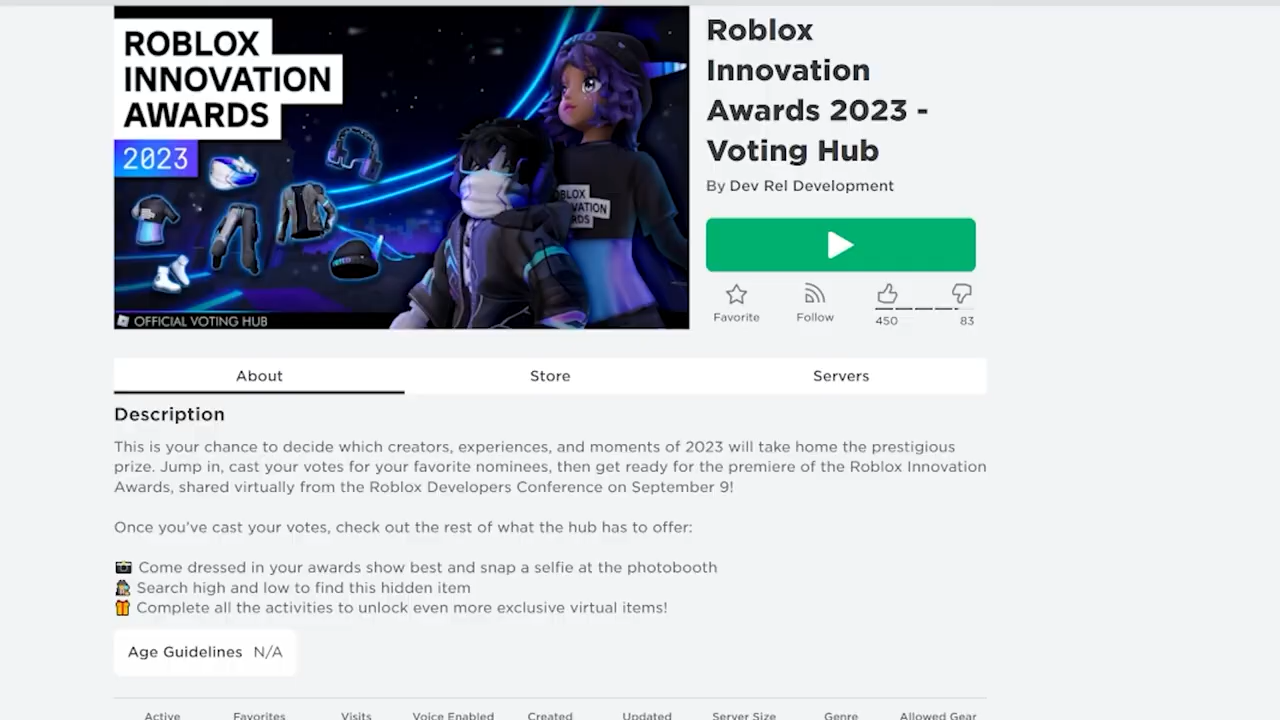 ROBLOX
INNOVATION
AWARDS
2023
OFFICIAL VOTING HUB
Roblox
Innovation
Awards 2023 -
Voting Hub
By Dev Rel Development
Favorite
Follow
450
83
About
Store
Servers
Description
This is your chance to decide which creators, experiences, and moments of 2023 will take home the prestigious
prize. Jump in, cast your votes for your favorite nominees, then get ready for the premiere of the Roblox Innovation
Awards, shared virtually from the Roblox Developers Conference on September 9!
Once you've cast your votes, check out the rest of what the hub has to offer:
Come dressed in your awards show best and snap a selfie at the photobooth
Search high and low to find this hidden item
Complete all the activities to unlock even more exclusive virtual items!
Age Guidelines N/A
Active Favorites Visits Voice Enabled Created Updated Server Size Genre Allowed Gear